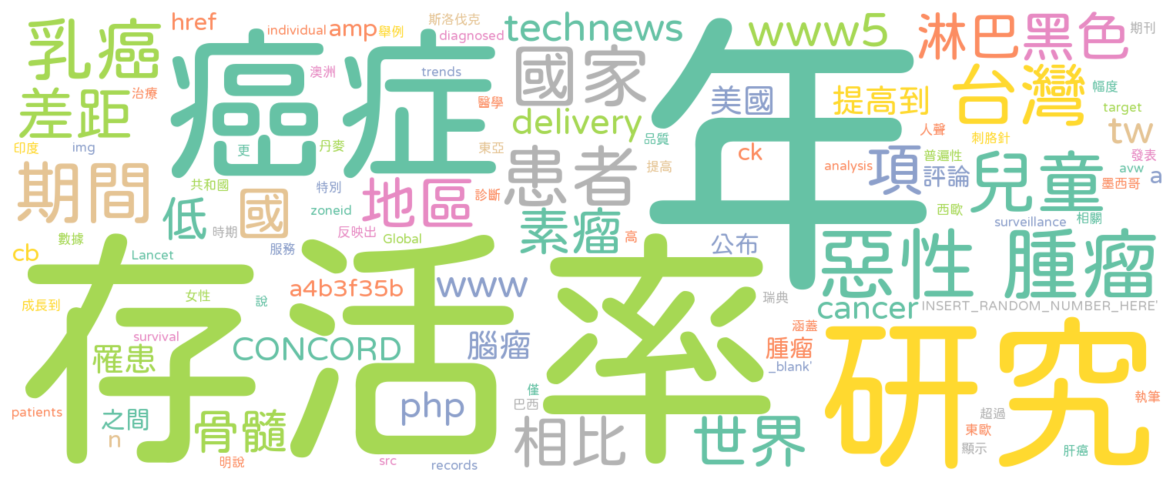 乳癌
href
individual
amp
舉例
斯洛伐克
diagnosed
technews
www5
淋巴
黑色
期刊
差距
治療
癌症
澳洲
trends
醫學
國家
年
美國
提高到
台灣
幅度
target
印度
img
更
丹麥
東亞
delivery
品質
ck
人聲
刺胳針
tw
發表
期間
共和國
特別
地區
診斷
患者
提高
analysis
項
評論
普遍性
兒童
avw
墨西哥
a
低
國
zoneid
時期
反映出
Global
素瘤
高
西歐
surveillance
相關
cb
數據
Lancet
服務
公布
惡性
腫瘤
成長到
女性
說
a4b3f35b
www
瑞典
cancer
INSERT_RANDOM_NUMBER_HERE'
存活率
survival
罹患
CONCORD
腦瘤
涵蓋
腫瘤
_blank'
研究
patients
之間
n
骨髓
php
僅
巴西
相比
世界
超過
東歐
執筆
明說
src
records
顯示
肝癌